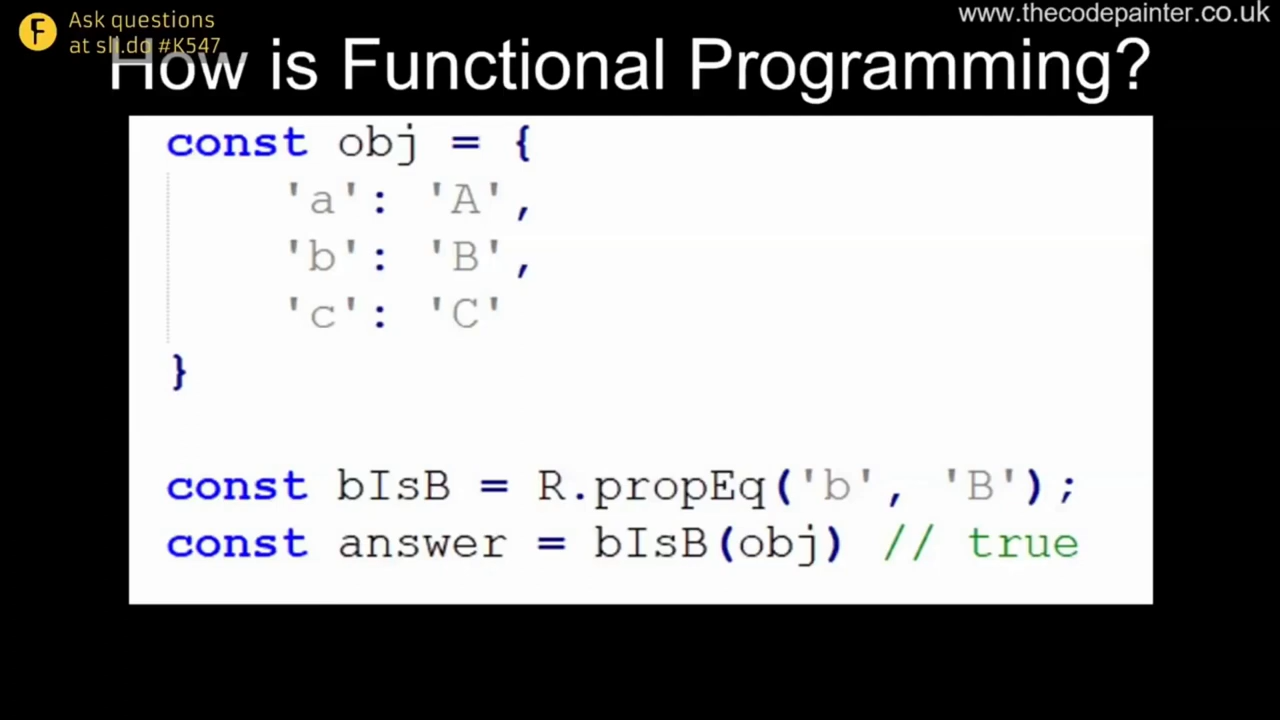 Ask questions
at sli.do #K547
www.thecodepainter.co.uk
How is Functional Programming?
const obj = {
'a': 'A',
'b': 'B',
'c': 'C'
}
const bIsB = R.propEq('b', 'B');
const answer = bIsB(obj) // true